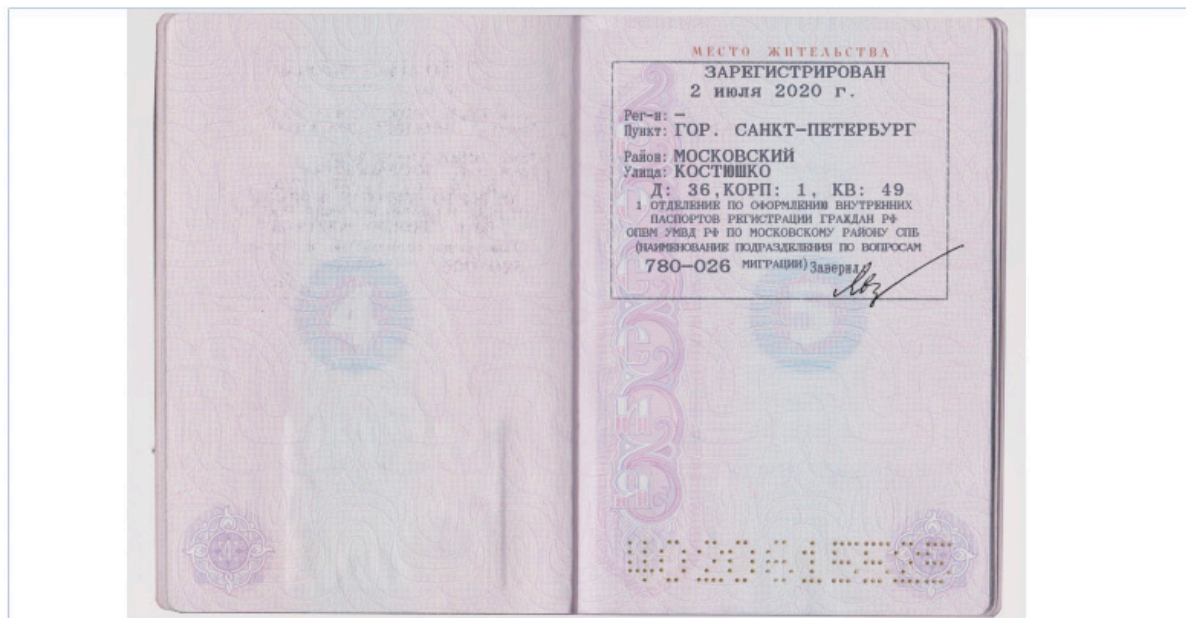 МЕСТО ЖИТЕЛЬСТВА
ЗАРЕГИСТРИРОВАН
2 июля 2020 г.
Рег-н: —
Пункт: ГОР. САНКТ-ПЕТЕРБУРГ
Район: МОСКОВСКИЙ
Улица: КОСТЮШКО
Д: 36, КОРП: 1, КВ: 49
1 ОТДЕЛЕНИЕ ПО ОФОРМЛЕНИЮ ВНУТРЕННИХ
ПАСПОРТОВ РЕГИСТРАЦИИ ГРАЖДАН РФ
ОПВМ УМВД РФ ПО МОСКОВСКОМУ РАЙОНУ СПБ
(НАИМЕНОВАНИЕ ПОДРАЗДЕЛЕНИЯ ПО ВОПРОСАМ
780-026 МИГРАЦИИ) Заверил
4
5